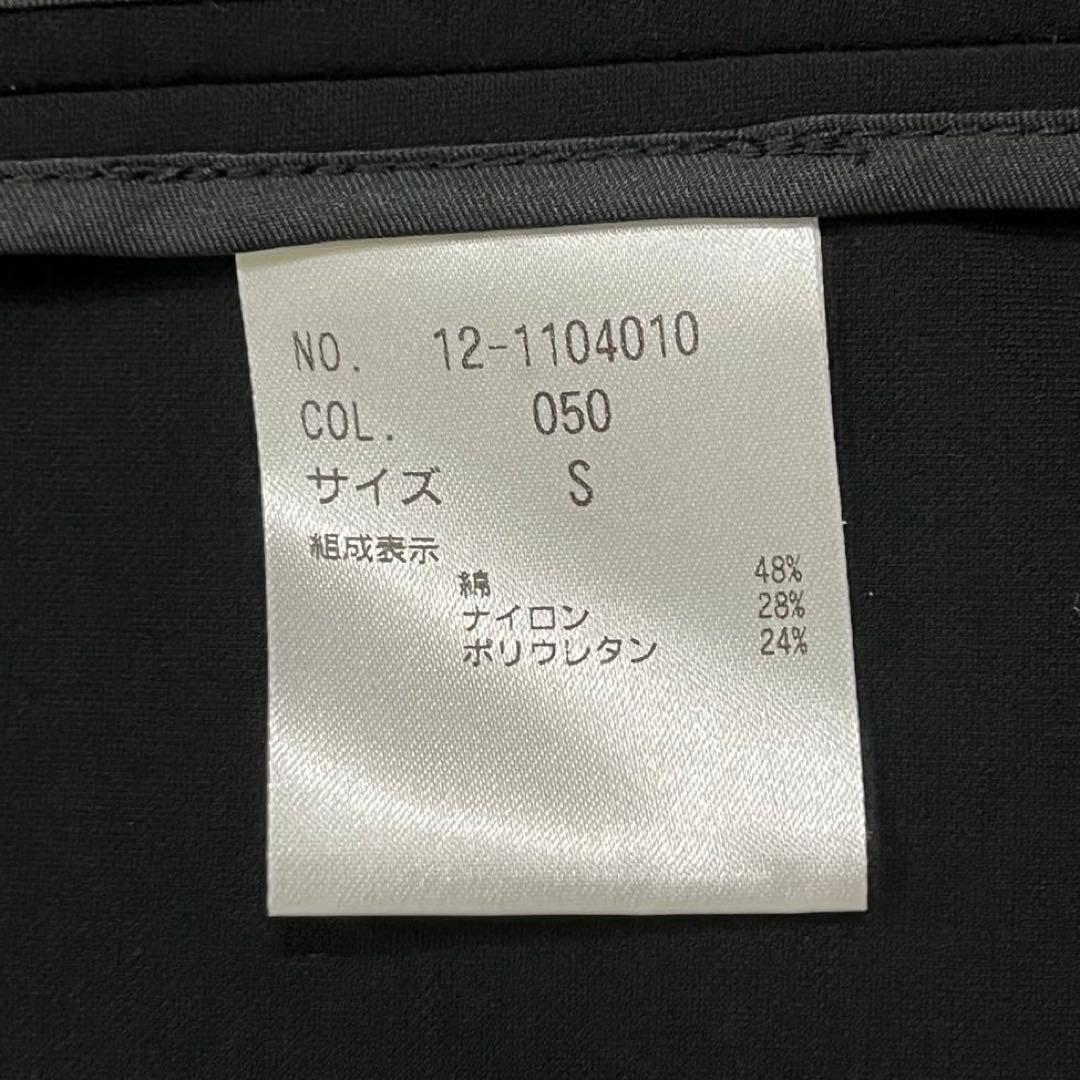 NO. 12-1104010
COL. 050
サイズ S
組成表示
綿 48%
ナイロン 28%
ポリウレタン 24%